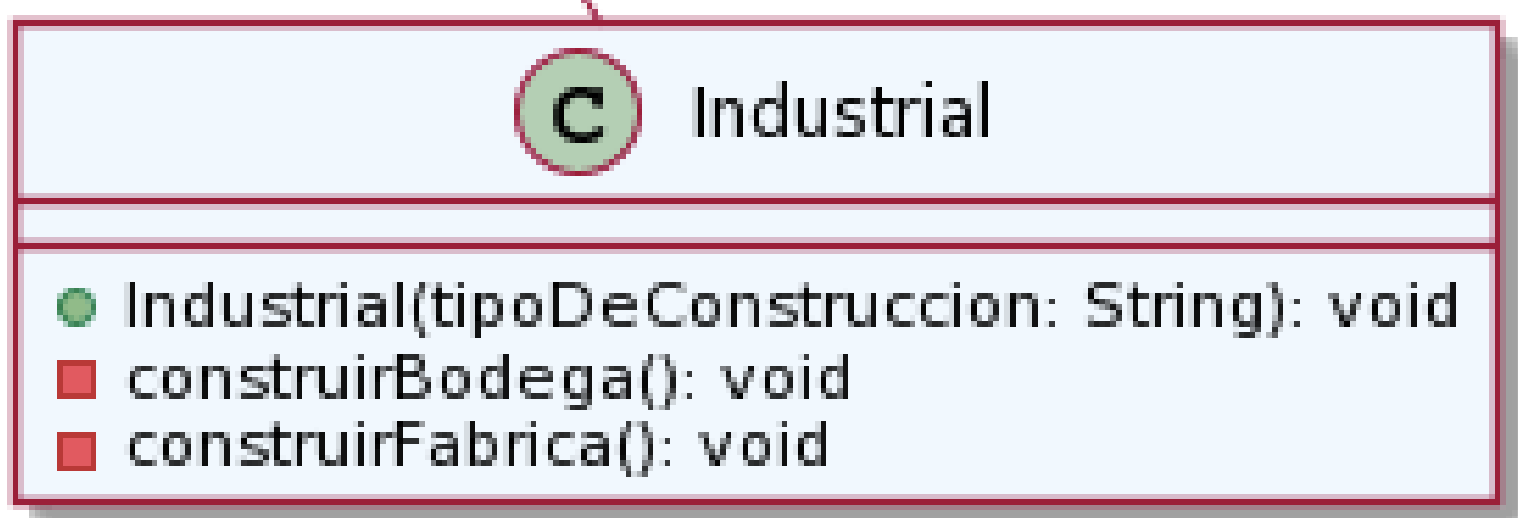 C Industrial
Industrial(tipoDeConstruccion: String): void
construirBodega(): void
construirFabrica(): void